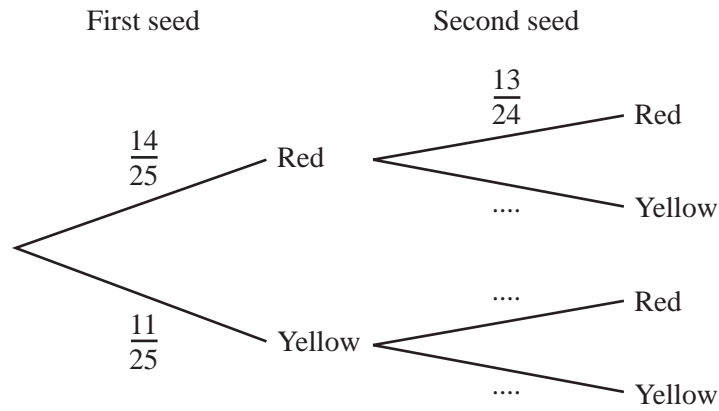 First seed Second seed
13
24
Red
14
25
Red
....
Yellow
....
Red
11
25
Yellow
....
Yellow